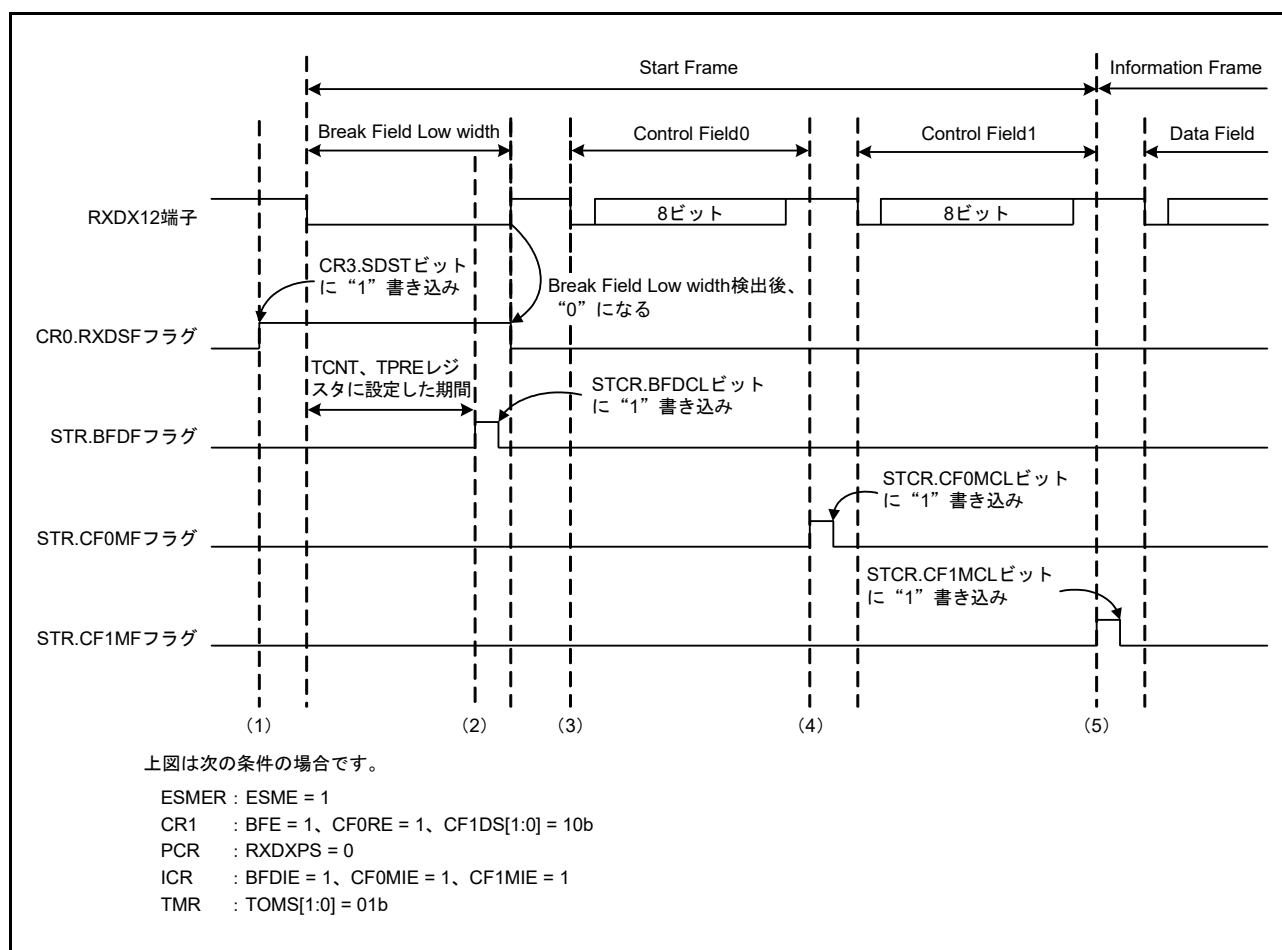 Start Frame
Information Frame
Break Field Low width
Control Field0
Control Field1
Data Field
RXDX12端子
8ビット
8ビット
CR3.SDSTビット
に“1”書き込み
Break Field Low width検出後、
“0”になる
CR0.RXDSFフラグ
TCNT、TPREレジ
スタに設定した期間
STCR.BFDCLビット
に“1”書き込み
STR.BFDFフラグ
STCR.CF0MCLビット
に“1”書き込み
STR.CF0MFフラグ
STCR.CF1MCLビット
に“1”書き込み
STR.CF1MFフラグ
(1)
(2)
(3)
(4)
(5)
上図は次の条件の場合です。
ESMER：ESME = 1
CR1：BFE = 1、CF0RE = 1、CF1DS[1:0] = 10b
PCR：RXDXPS = 0
ICR：BFDIE = 1、CF0MIE = 1、CF1MIE = 1
TMR：TOMS[1:0] = 01b